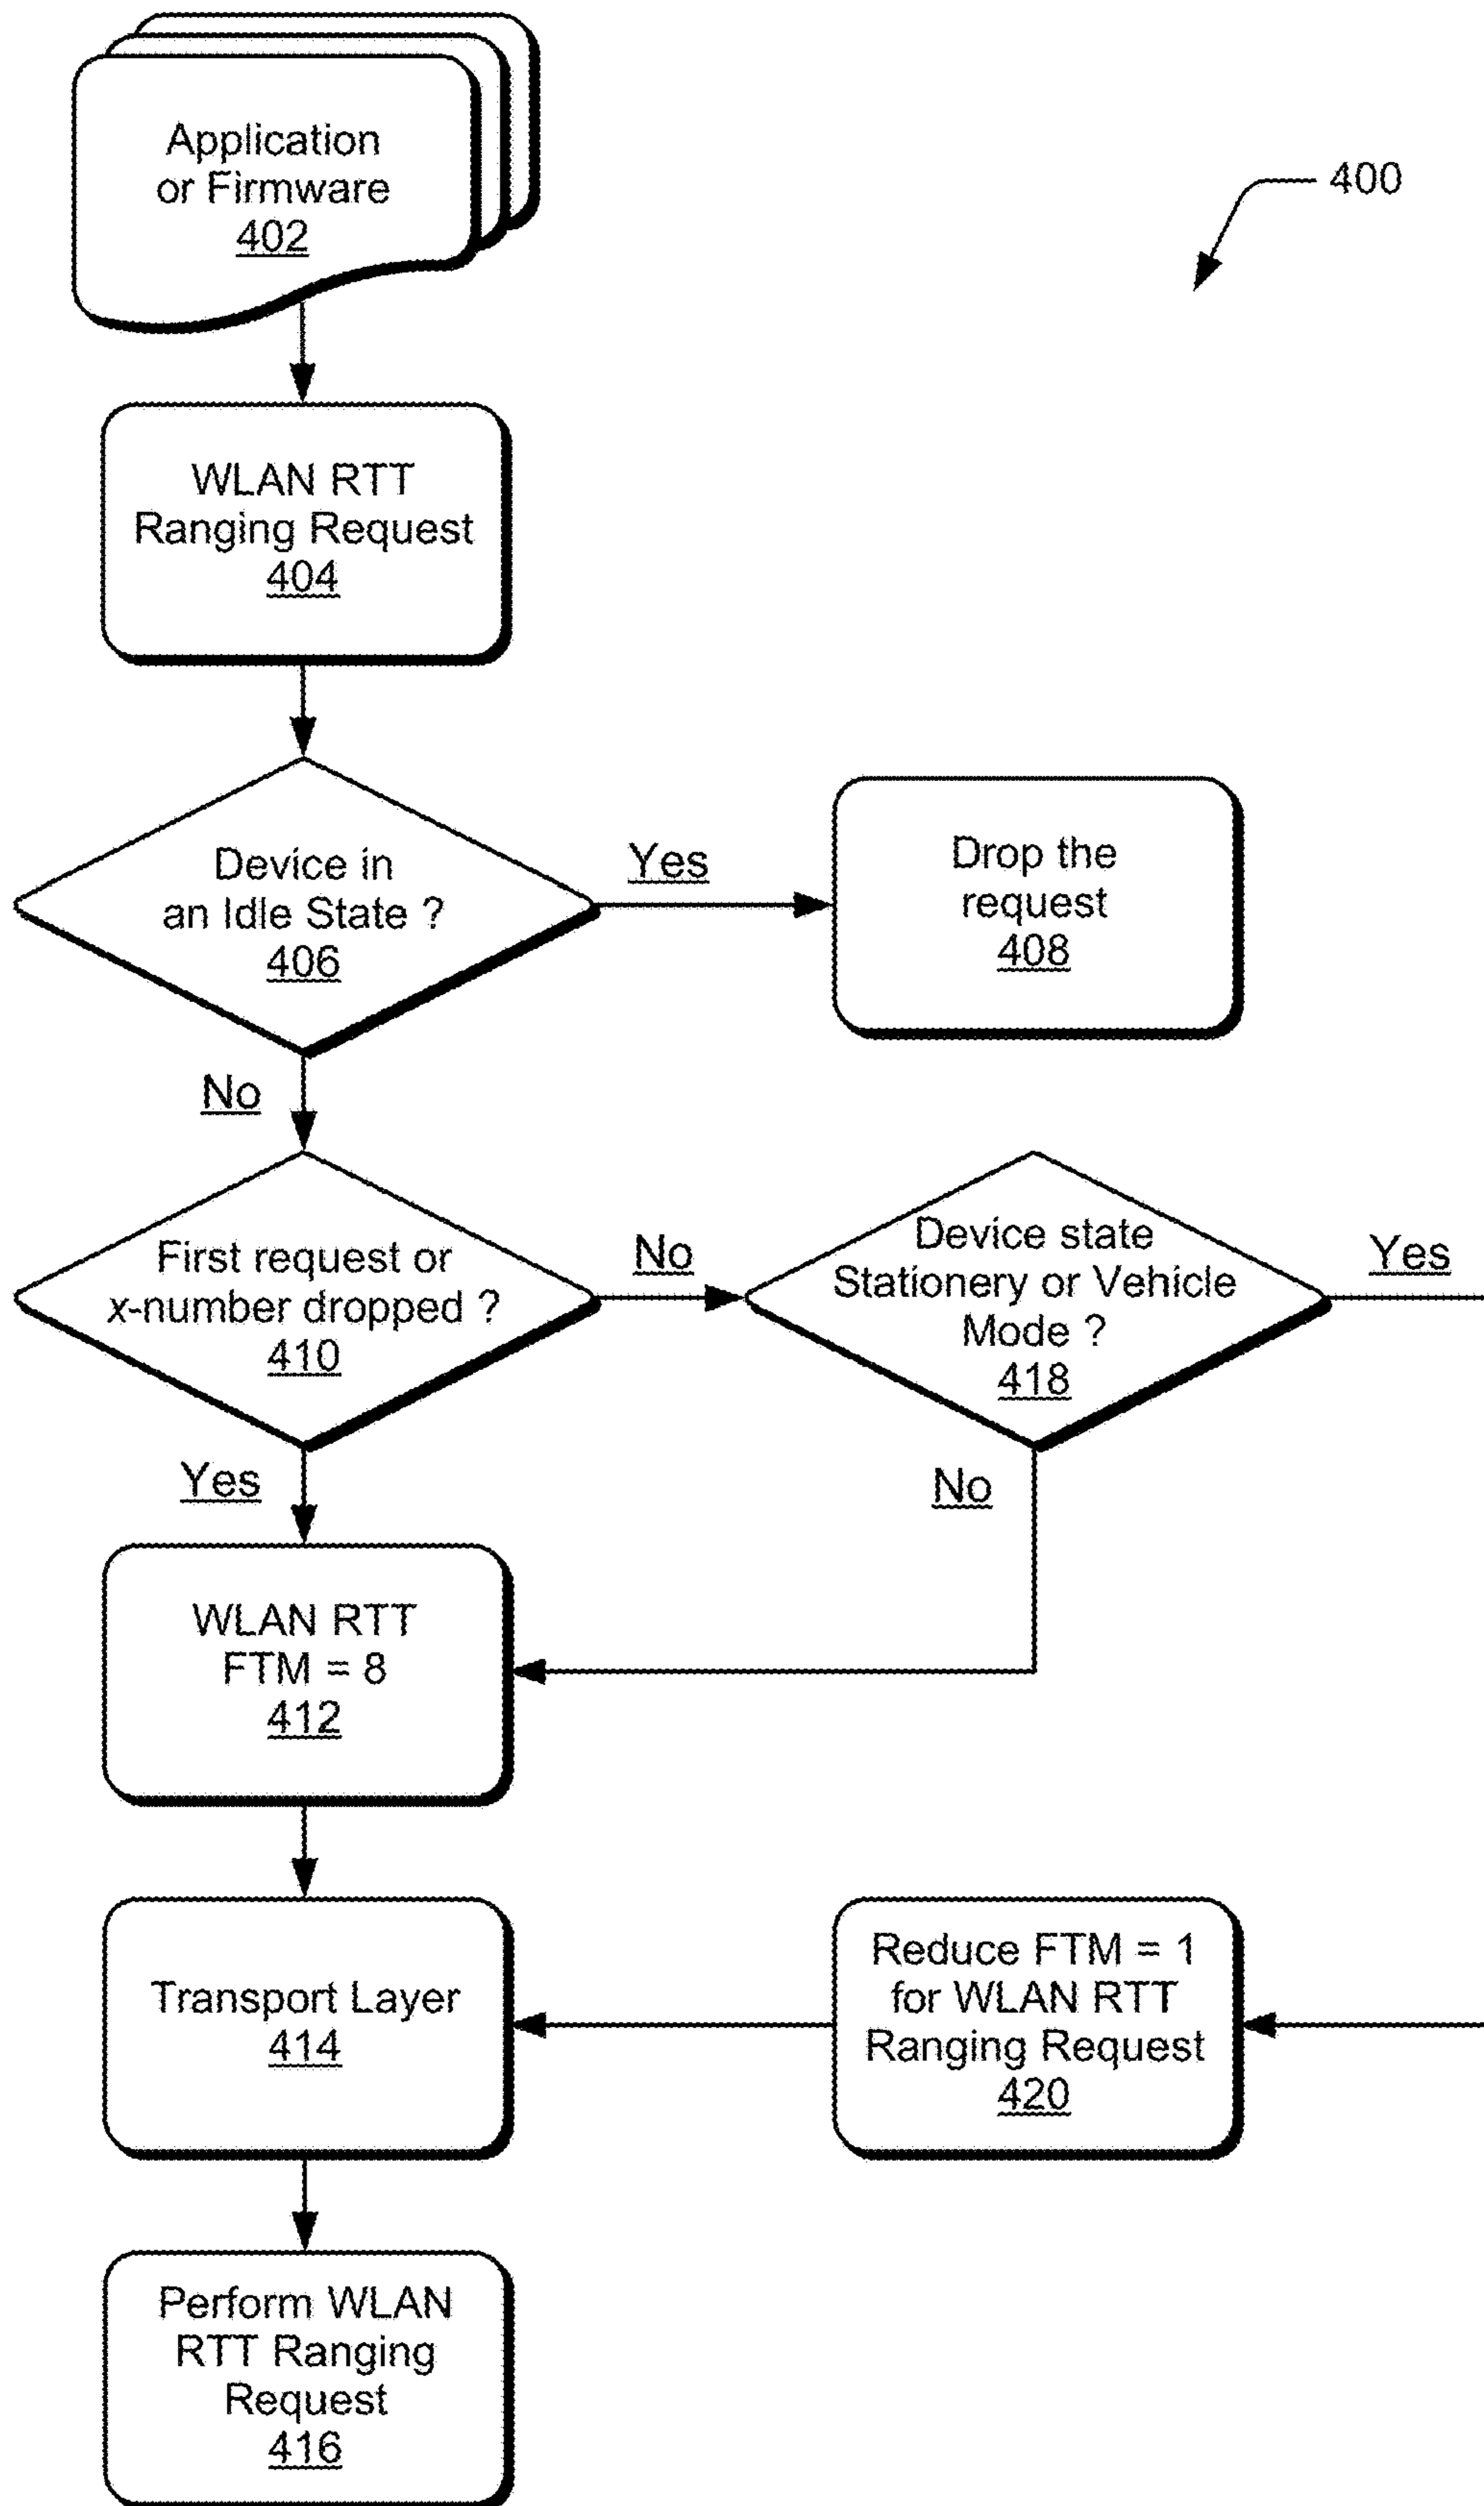 Application
or Firmware
402
400
WLAN RTT
Ranging Request
404
Device in
an Idle State ?
406
Yes
Drop the
request
408
No
First request or
x-number dropped ?
410
No
Device state
Stationery or Vehicle
Mode ?
418
Yes
Yes
No
WLAN RTT
FTM = 8
412
Transport Layer
414
Reduce FTM = 1
for WLAN RTT
Ranging Request
420
Perform WLAN
RTT Ranging
Request
416